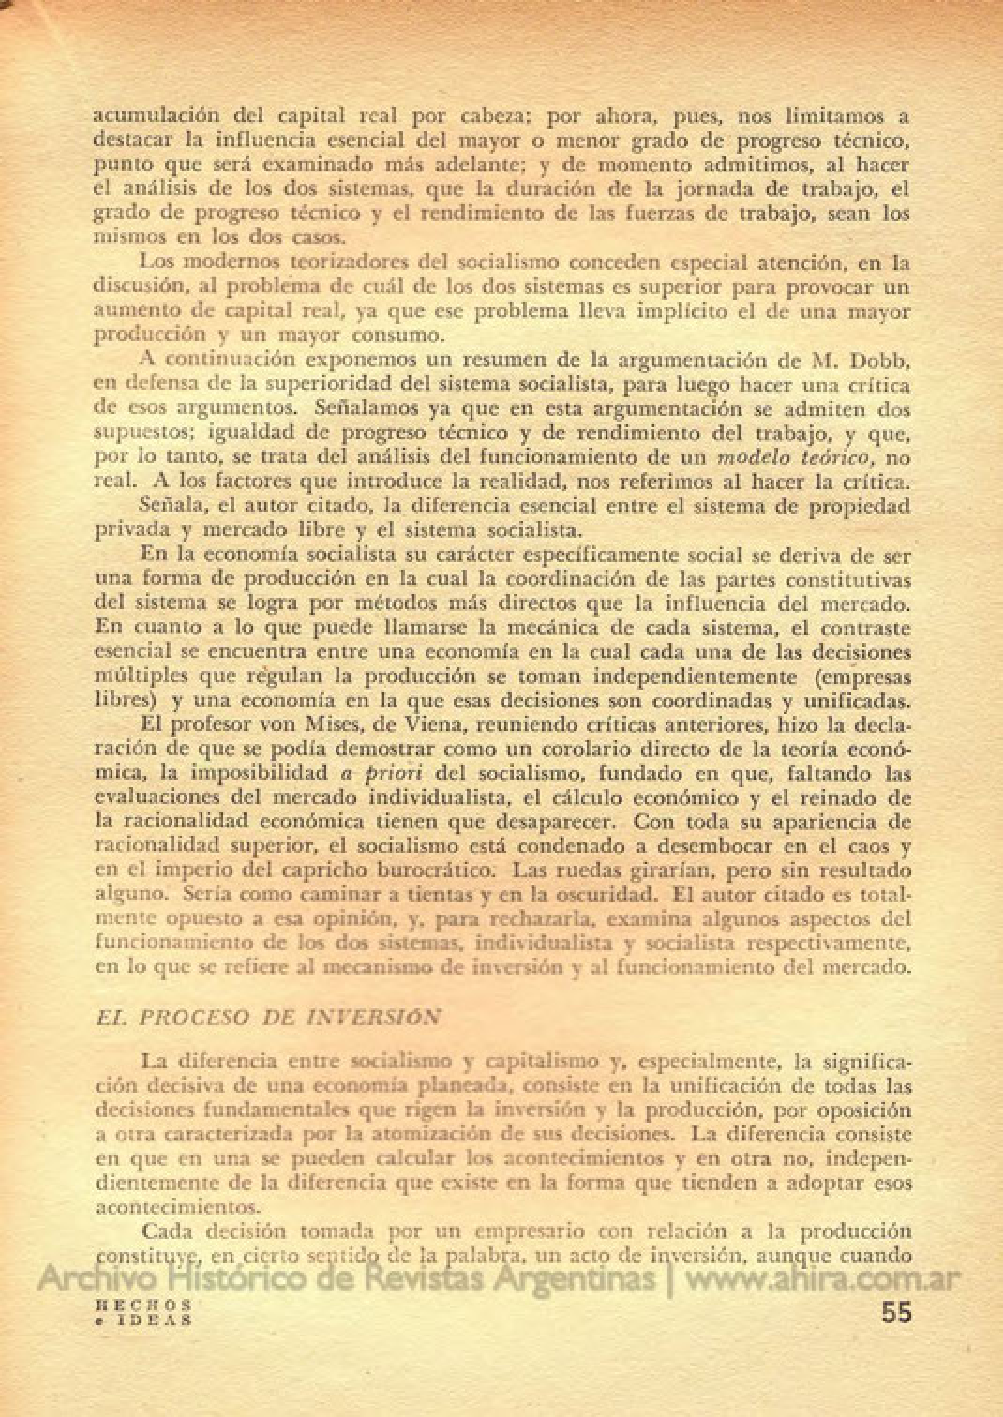 acumulación del capital real por cabeza; por ahora, pues, nos limitamos a
destacar la influencia esencial del mayor o menor grado de progreso técnico,
punto que será examinado más adelante; y de momento admitimos, al hacer
el análisis de los dos sistemas, que la duración de la jornada de trabajo, el
grado de progreso técnico y el rendimiento de las fuerzas de trabajo, sean los
mismos en los dos casos.
Los modernos teorizadores del socialismo conceden especial atención, en la
discusión, al problema de cuál de los dos sistemas es superior para provocar un
aumento de capital real, ya que ese problema lleva implícito el de una mayor
producción y un mayor consumo.
A continuación exponemos un resumen de la argumentación de M. Dobb,
en defensa de la superioridad del sistema socialista, para luego hacer una crítica
de esos argumentos. Señalamos ya que en esta argumentación se admiten dos
supuestos; igualdad de progreso técnico y de rendimiento del trabajo, y que,
por lo tanto, se trata del análisis del funcionamiento de un modelo teórico, no
real. A los factores que introduce la realidad, nos referimos al hacer la crítica.
Señala, el autor citado, la diferencia esencial entre el sistema de propiedad
privada y mercado libre y el sistema socialista.
En la economía socialista su carácter específicamente social se deriva de ser
una forma de producción en la cual la coordinación de las partes constitutivas
del sistema se logra por métodos más directos que la influencia del mercado.
En cuanto a lo que puede llamarse la mecánica de cada sistema, el contraste
esencial se encuentra entre una economía en la cual cada una de las decisiones
múltiples que regulan la producción se toman independientemente (empresas
libres) y una economía en la que esas decisiones son coordinadas y unificadas.
El profesor von Mises, de Viena, reuniendo críticas anteriores, hizo la decla-
ración de que se podía demostrar como un corolario directo de la teoría econó-
mica, la imposibilidad a priori del socialismo, fundado en que, faltando las
evaluaciones del mercado individualista, el cálculo económico y el reinado de
la racionalidad económica tienen que desaparecer. Con toda su apariencia de
racionalidad superior, el socialismo está condenado a desembocar en el caos y
en el imperio del capricho burocrático. Las ruedas girarían, pero sin resultado
alguno. Sería como caminar a tientas y en la oscuridad. El autor citado es total-
mente opuesto a esa opinión, y, para rechazarla, examina algunos aspectos del
funcionamiento de los dos sistemas, individualista y socialista respectivamente,
en lo que se refiere al mecanismo de inversión y al funcionamiento del mercado.
EL PROCESO DE INVERSIÓN
La diferencia entre socialismo y capitalismo y, especialmente, la significa-
ción decisiva de una economía planeada, consiste en la unificación de todas las
decisiones fundamentales que rigen la inversión y la producción, por oposición
a otra caracterizada por la atomización de sus decisiones. La diferencia consiste
en que en una se pueden calcular los acontecimientos y en otra no, indepen-
dientemente de la diferencia que existe en la forma que tienden a adoptar esos
acontecimientos.
Cada decisión tomada por un empresario con relación a la producción
constituye, en cierto sentido de la palabra, un acto de inversión, aunque cuando
Archivo Histórico de Revistas Argentinas | www.ahira.com.ar
HECHOS
e IDEAS
55